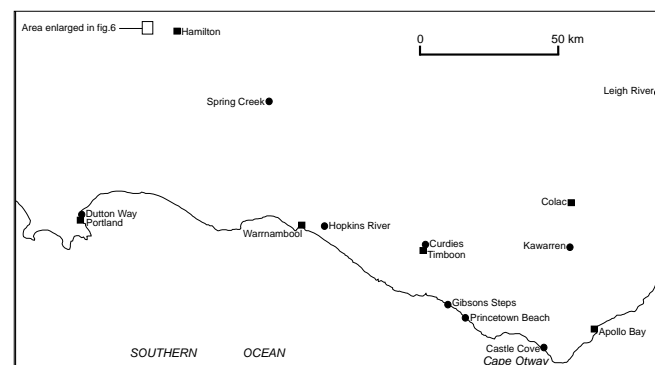 Area enlarged in fig.6
Hamilton
0 50 km
Leigh River
Spring Creek
Colac
Dutton Way
Portland
Warrnambool
Hopkins River
Curdies
Timboon
Kawarren
Gibsons Steps
Princetown Beach
Apollo Bay
Castle Cove
Cape Otway
SOUTHERN OCEAN